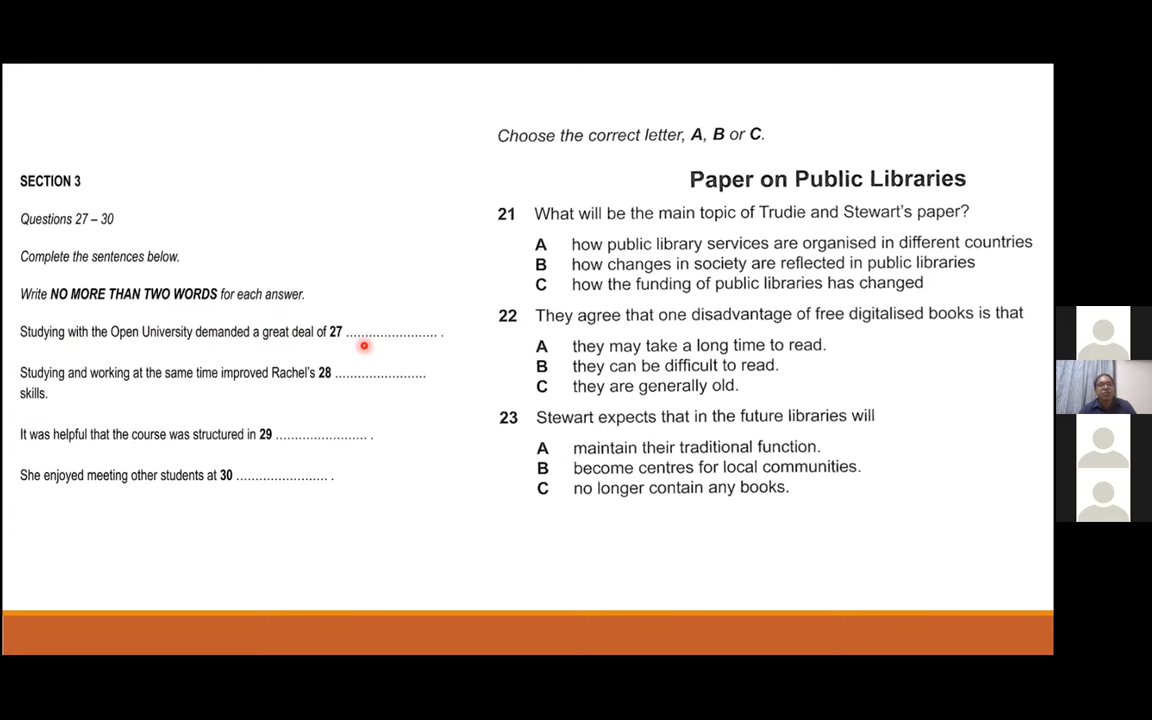 SECTION 3
Questions 27 – 30
Complete the sentences below.
Write NO MORE THAN TWO WORDS for each answer.
Studying with the Open University demanded a great deal of 27 ........................ .
Studying and working at the same time improved Rachel's 28 ........................
skills.
It was helpful that the course was structured in 29 ........................ .
She enjoyed meeting other students at 30 ........................ .
Choose the correct letter, A, B or C.
Paper on Public Libraries
21 What will be the main topic of Trudie and Stewart's paper?
A how public library services are organised in different countries
B how changes in society are reflected in public libraries
C how the funding of public libraries has changed
22 They agree that one disadvantage of free digitalised books is that
A they may take a long time to read.
B they can be difficult to read.
C they are generally old.
23 Stewart expects that in the future libraries will
A maintain their traditional function.
B become centres for local communities.
C no longer contain any books.